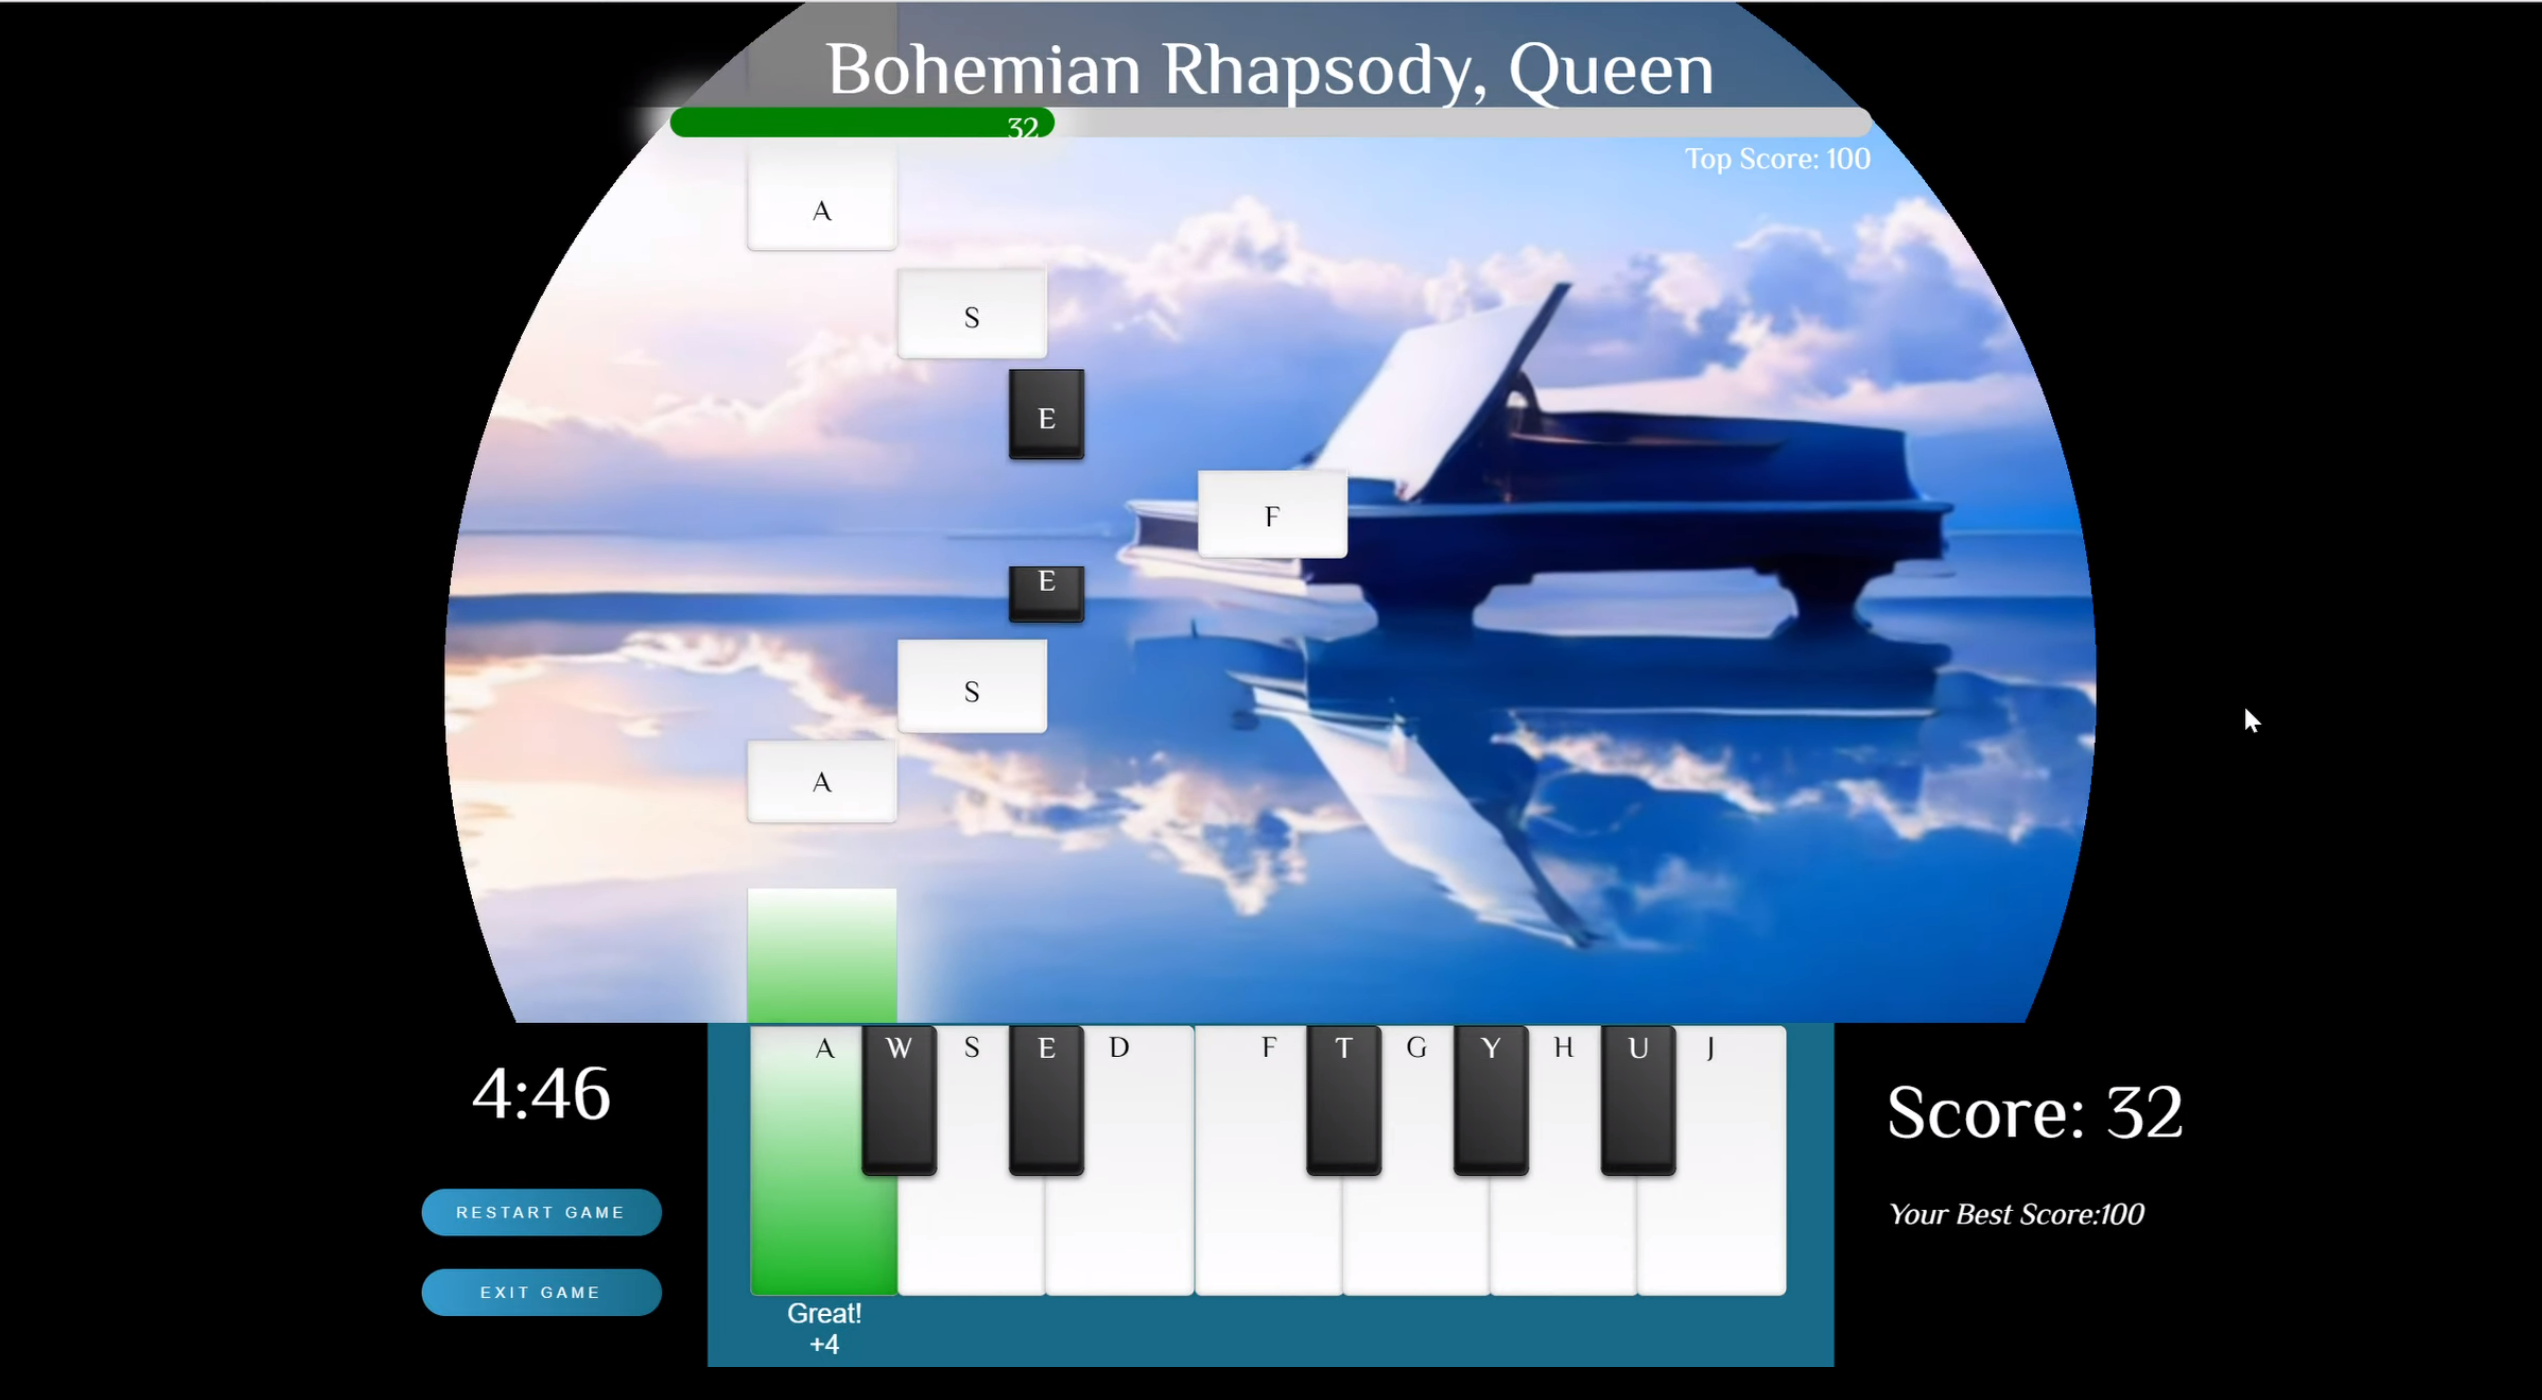 Bohemian Rhapsody, Queen
32
Top Score: 100
A
S
E
F
E
S
A
A W S E D F T G Y H U J
4:46
Score: 32
RESTART GAME
Your Best Score:100
EXIT GAME
Great!
+4